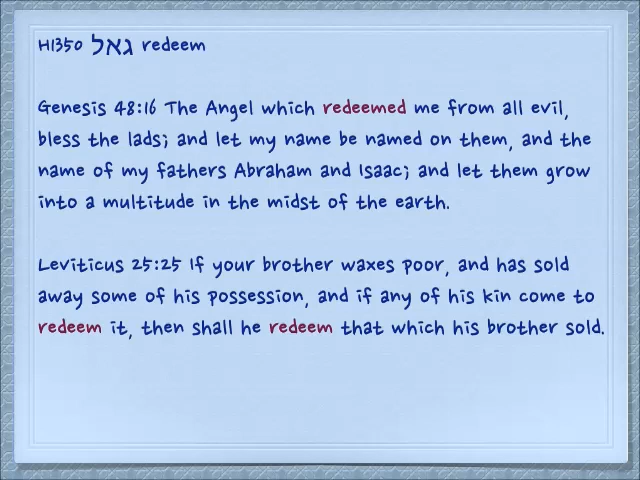 H1350 גאל redeem
Genesis 48:16 The Angel which redeemed me from all evil,
bless the lads; and let my name be named on them, and the
name of my fathers Abraham and Isaac; and let them grow
into a multitude in the midst of the earth.
Leviticus 25:25 If your brother waxes poor, and has sold
away some of his possession, and if any of his kin come to
redeem it, then shall he redeem that which his brother sold.